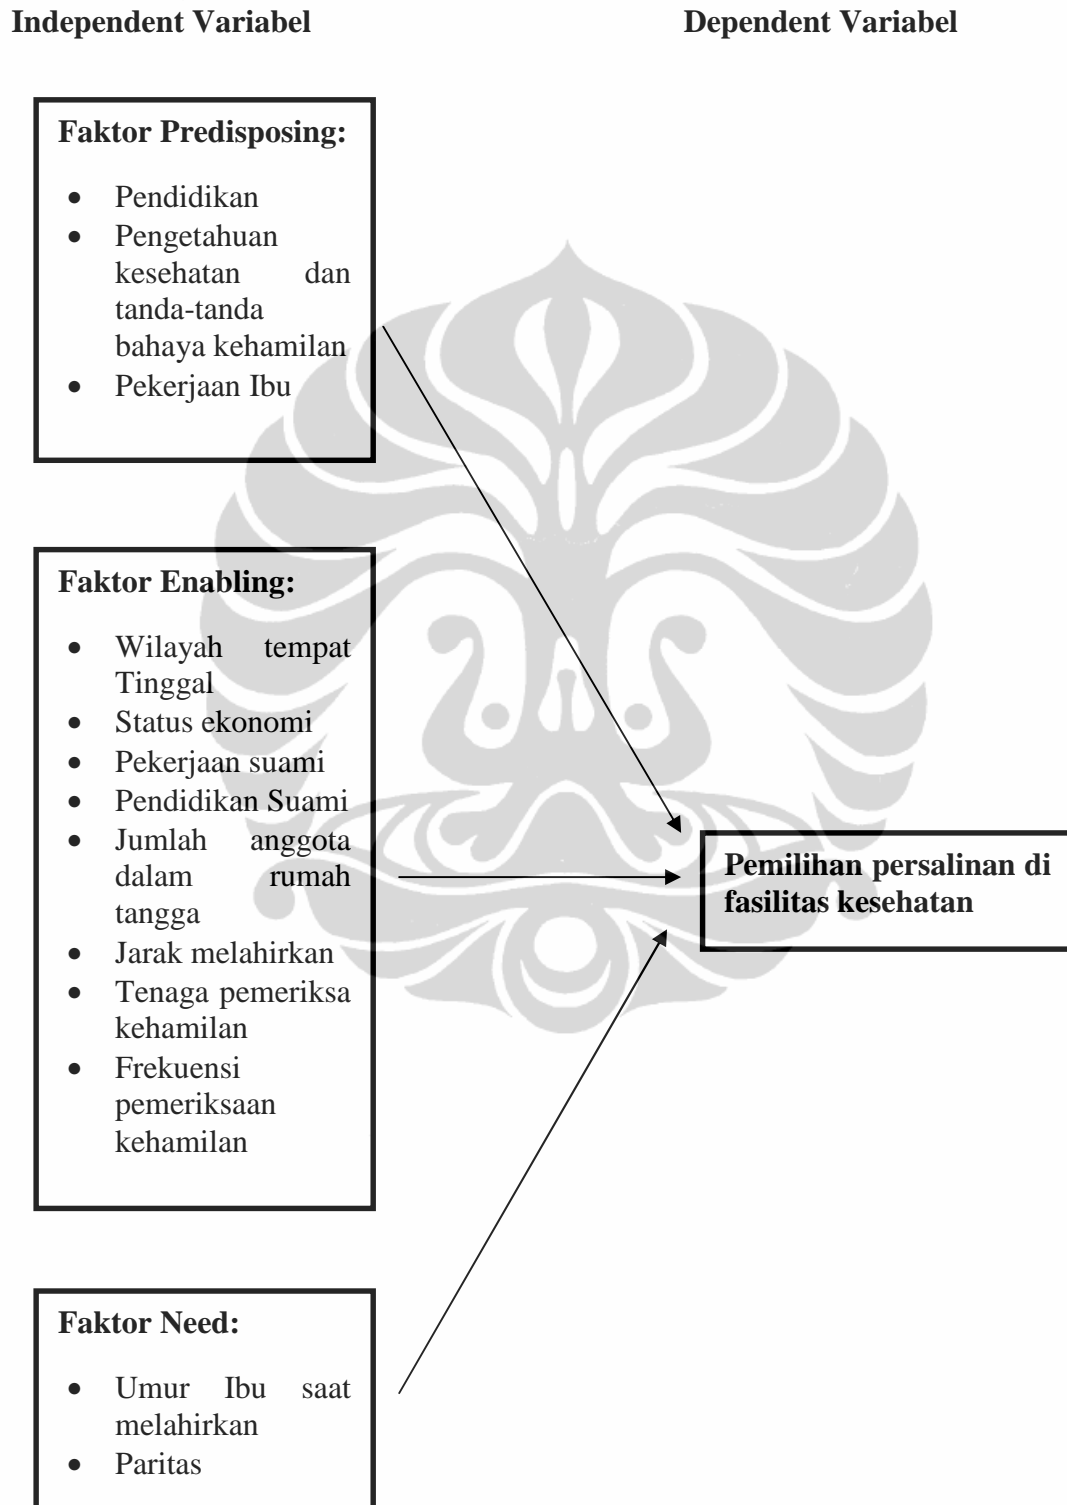 Independent Variabel
Dependent Variabel
Faktor Predisposing:
• Pendidikan
• Pengetahuan
kesehatan dan
tanda-tanda
bahaya kehamilan
• Pekerjaan Ibu
Faktor Enabling:
• Wilayah tempat
Tinggal
• Status ekonomi
• Pekerjaan suami
• Pendidikan Suami
• Jumlah anggota
dalam rumah
tangga
• Jarak melahirkan
• Tenaga pemeriksa
kehamilan
• Frekuensi
pemeriksaan
kehamilan
Pemilihan persalinan di
fasilitas kesehatan
Faktor Need:
• Umur Ibu saat
melahirkan
• Paritas